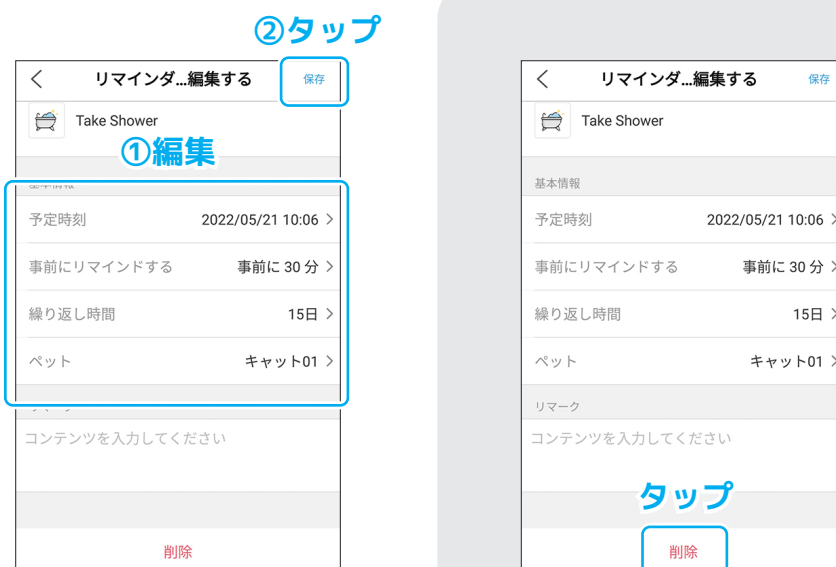 ②タップ
リマインダ...編集する 保存
Take Shower
①編集
基本情報
予定時刻 2022/05/21 10:06
事前にリマインドする 事前に 30 分
繰り返し時間 15日
ペット キャット01
リマーク
コンテンツを入力してください
削除
リマインダ...編集する 保存
Take Shower
基本情報
予定時刻 2022/05/21 10:06
事前にリマインドする 事前に 30 分
繰り返し時間 15日
ペット キャット01
リマーク
コンテンツを入力してください
タップ
削除